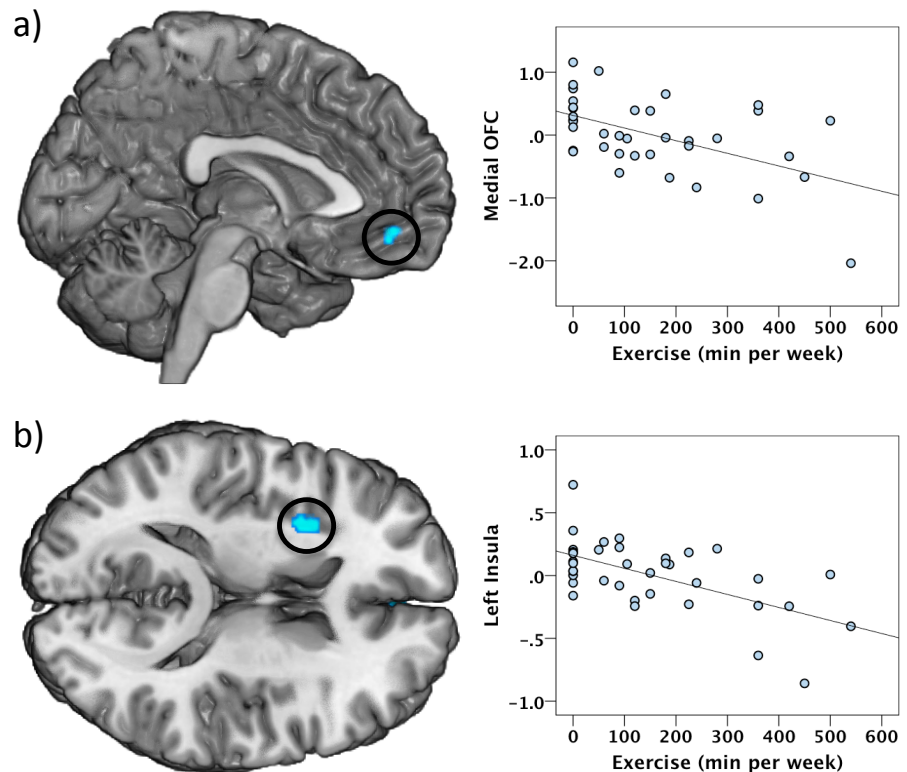 a)
1.0
.0
-1.0
-2.0
Medial OFC
0 100 200 300 400 500 600
Exercise (min per week)
b)
1.0
.5
.0
-.5
-1.0
Left Insula
0 100 200 300 400 500 600
Exercise (min per week)